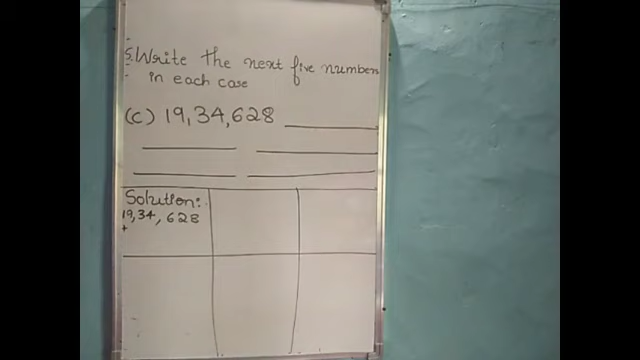 5. Write the next five numbers
in each case
(c) 19,34,628
Solution:
19,34,628
+